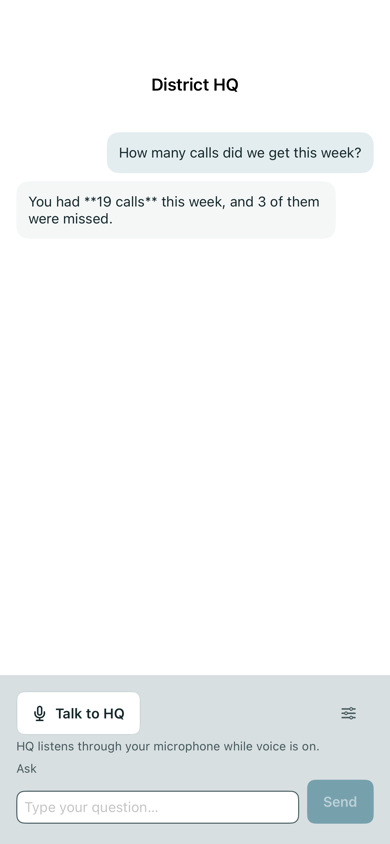 District HQ
How many calls did we get this week?
You had **19 calls** this week, and 3 of them
were missed.
Talk to HQ
HQ listens through your microphone while voice is on.
Ask
Type your question...
Send